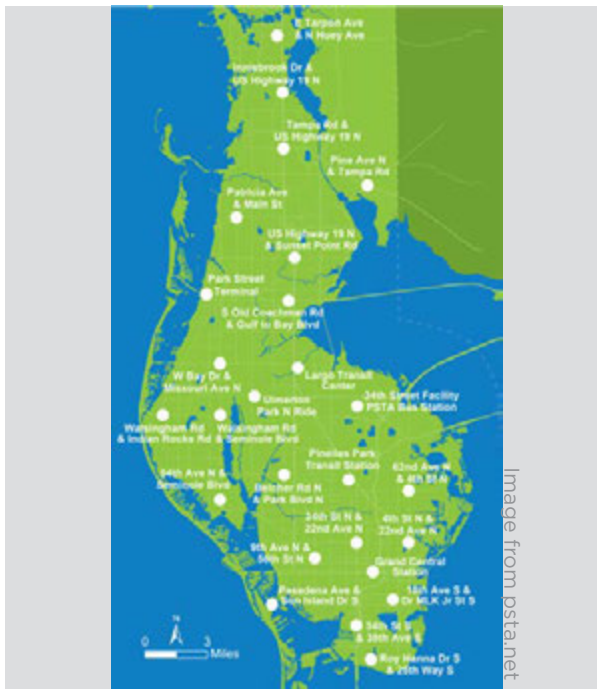 E Tarpon Ave
& N Huey Ave
Innisbrook Dr &
US Highway 19 N
Tampa Rd &
US Highway 19 N
Pine Ave N
& Tampa Rd
Patricia Ave
& Main St
US Highway 19 N
& Sunset Point Rd
Park Street
Terminal
S Old Coachman Rd
& Gulf to Bay Blvd
W Bay Dr &
Missouri Ave N
Largo Transit
Center
Ulmerton
Park N Ride
34th Street Facility
PSTA Bus Station
Walsingham Rd
& Indian Rocks Rd
Walsingham Rd
& Seminole Blvd
Pinellas Park
Transit Station
62nd Ave N
& 4th St N
54th Ave N &
Seminole Blvd
Belcher Rd N
& Park Blvd N
34th St N &
22nd Ave N
4th St N &
22nd Ave N
9th Ave N &
58th St N
Grand Central
Station
Pasadena Ave &
Sun Island Dr S
18th Ave S &
Dr MLK Jr St S
34th St S
& 38th Ave S
Roy Hanna Dr S
& 25th Way S
N
0 3
Miles
Image from psta.net